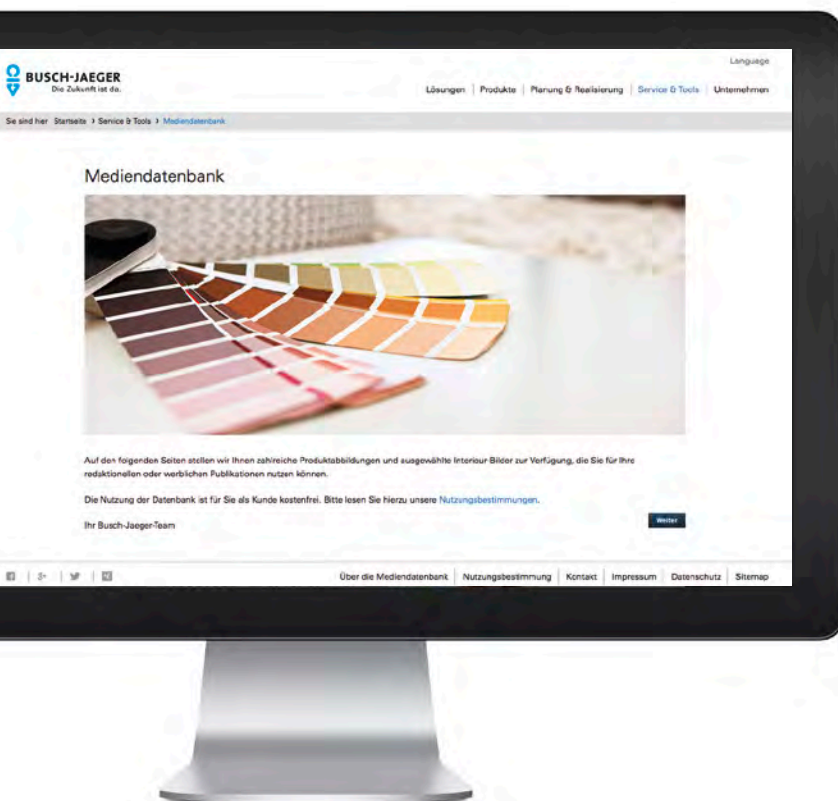 Language
BUSCH-JAEGER
Die Zukunft ist da.
Lösungen | Produkte | Planung & Realisierung | Service & Tools | Unternehmen
Sie sind hier Startseite › Service & Tools › Mediendatenbank
Mediendatenbank
Auf den folgenden Seiten stellen wir Ihnen zahlreiche Produktabbildungen und ausgewählte Interieur Bilder zur Verfügung, die Sie für Ihre
redaktionellen oder werblichen Publikationen nutzen können.
Die Nutzung der Datenbank ist für Sie als Kunde kostenfrei. Bitte lesen Sie hierzu unsere Nutzungsbestimmungen.
Weiter
Ihr Busch-Jaeger-Team
Über die Mediendatenbank | Nutzungsbestimmung | Kontakt | Impressum | Datenschutz | Sitemap